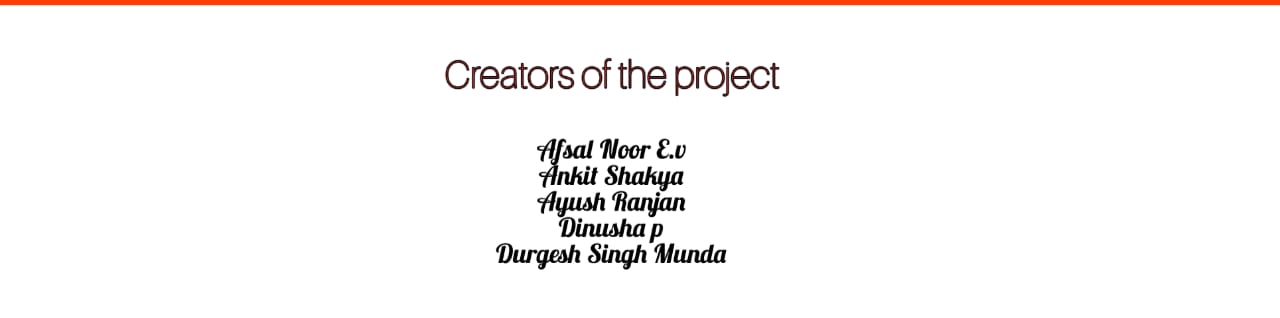 Creators of the project
Afsal Noor E.v
Ankit Shakya
Ayush Ranjan
Dinusha p
Durgesh Singh Munda